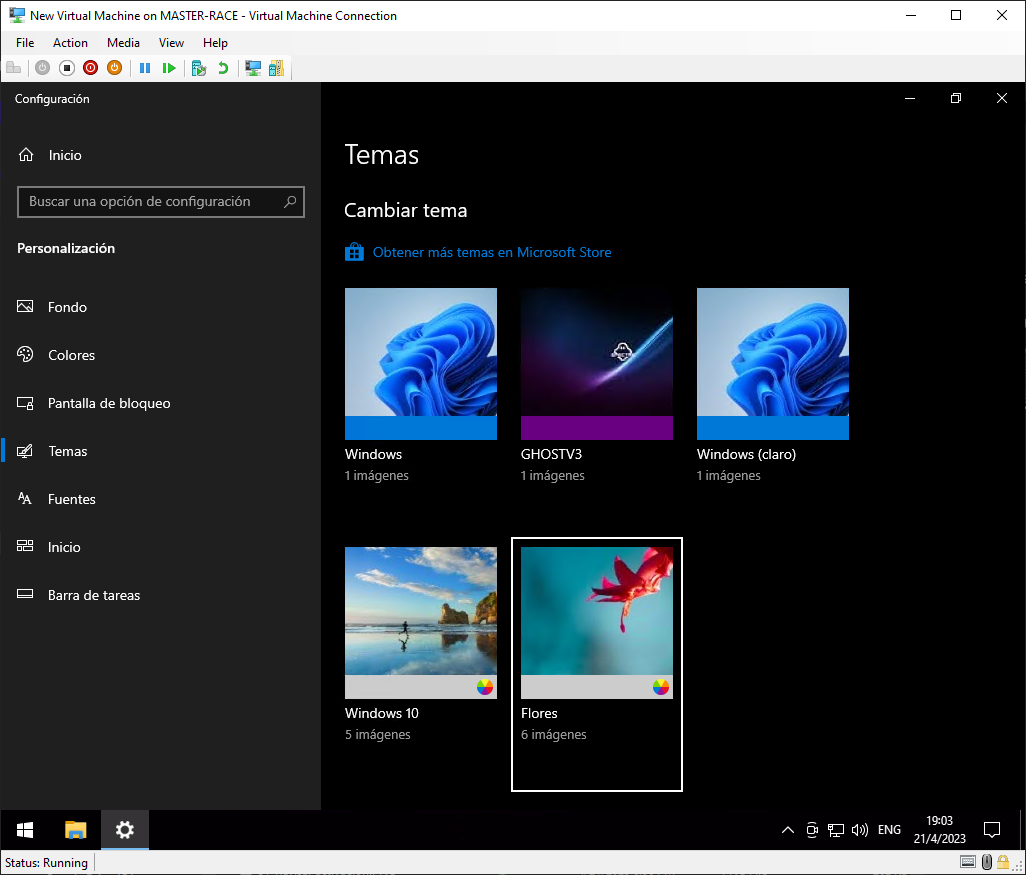 New Virtual Machine on MASTER-RACE - Virtual Machine Connection
File Action Media View Help
Configuración
Inicio
Buscar una opción de configuración
Personalización
Fondo
Colores
Pantalla de bloqueo
Temas
Fuentes
Inicio
Barra de tareas
Temas
Cambiar tema
Obtener más temas en Microsoft Store
Windows
1 imágenes
GHOSTV3
1 imágenes
Windows (claro)
1 imágenes
Windows 10
5 imágenes
Flores
6 imágenes
ENG
19:03
21/4/2023
Status: Running